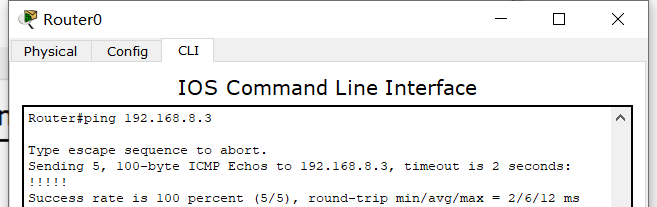 Router0
Physical Config CLI
IOS Command Line Interface
Router#ping 192.168.8.3
Type escape sequence to abort.
Sending 5, 100-byte ICMP Echos to 192.168.8.3, timeout is 2 seconds:
!!!!!
Success rate is 100 percent (5/5), round-trip min/avg/max = 2/6/12 ms